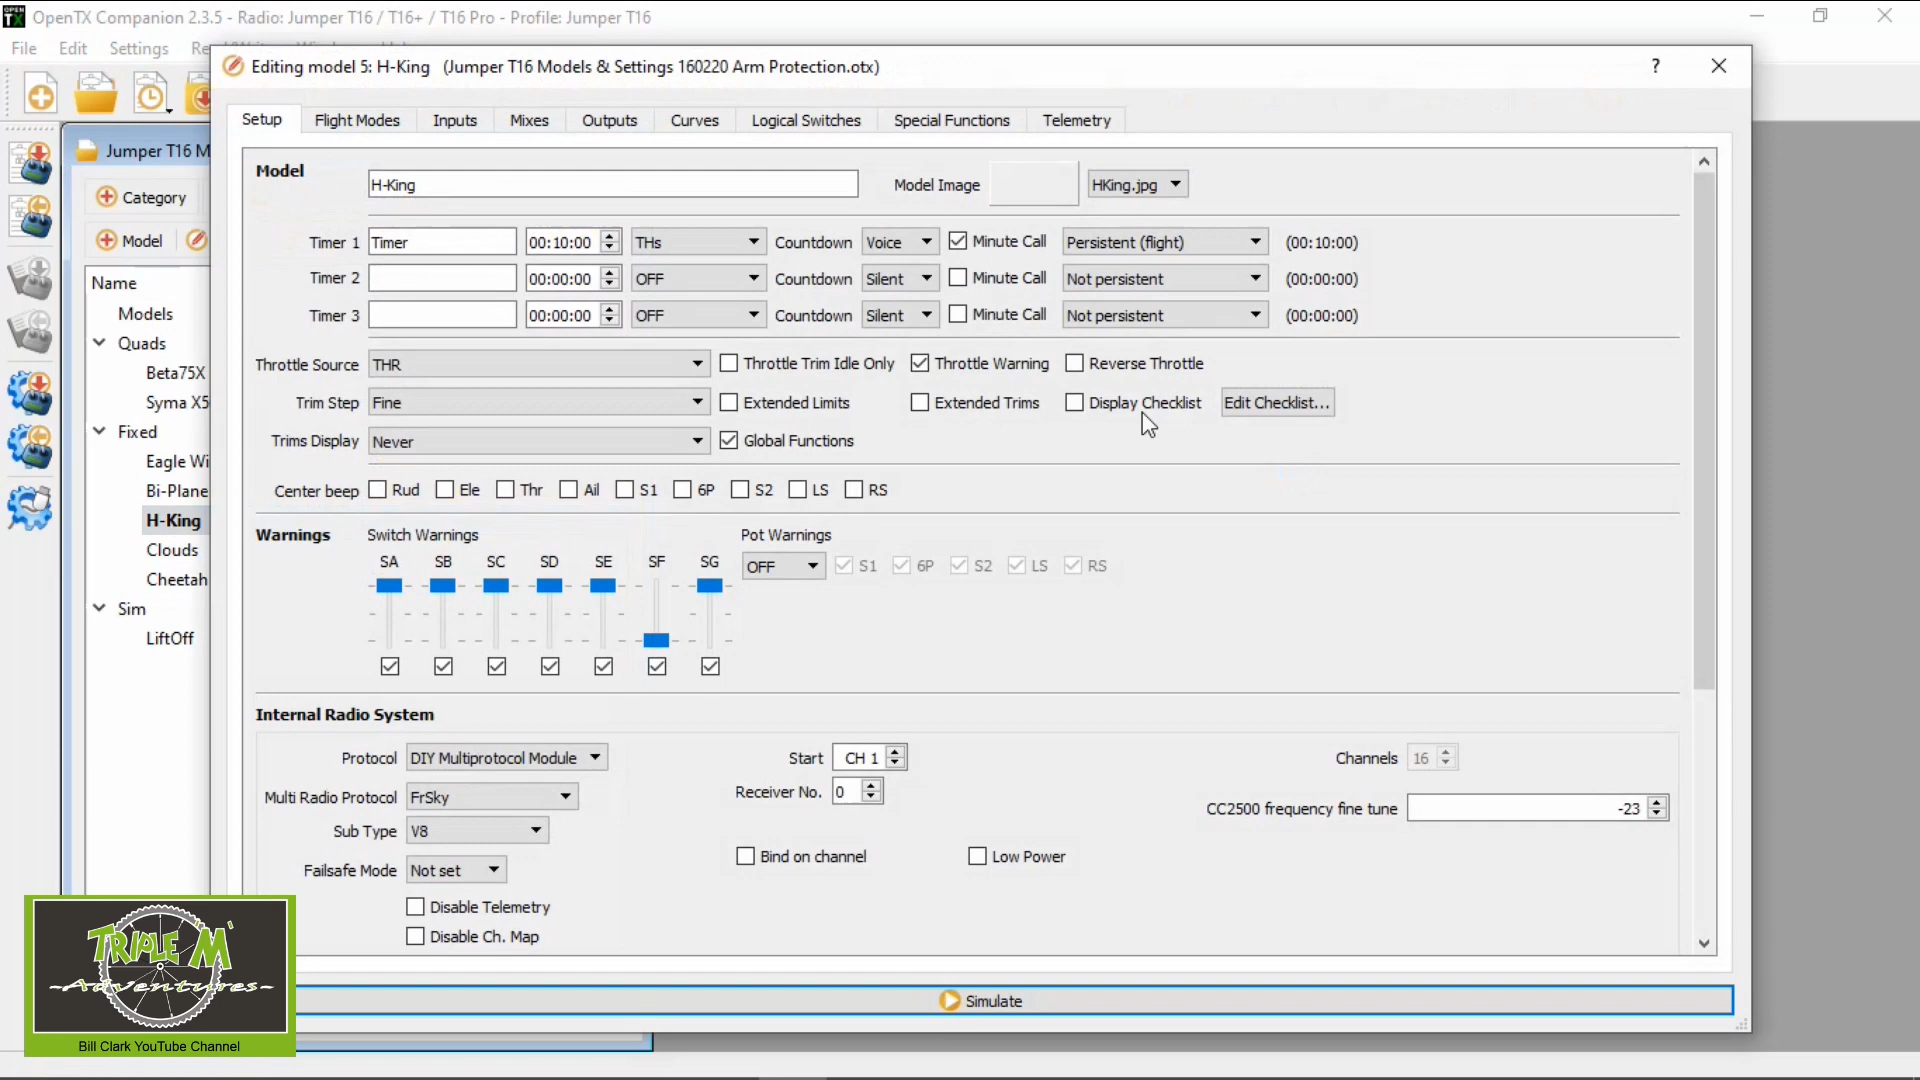 OPEN TX
OpenTX Companion 2.3.5 - Radio: Jumper T16 / T16+ / T16 Pro - Profile: Jumper T16
File Edit Settings
Editing model 5: H-King (Jumper T16 Models & Settings 160220 Arm Protection.otx) ?
Setup Flight Modes Inputs Mixes Outputs Curves Logical Switches Special Functions Telemetry
Jumper T16 M
Category
Model
Name
Models
Quads
Beta75X
Syma X5
Fixed
Eagle Wi
Bi-Plane
H-King
Clouds
Cheetah
Sim
LiftOff
Model H-King Model Image HKing.jpg
Timer 1 Timer 00:10:00 THs Countdown Voice Minute Call Persistent (flight) (00:10:00)
Timer 2 00:00:00 OFF Countdown Silent Minute Call Not persistent (00:00:00)
Timer 3 00:00:00 OFF Countdown Silent Minute Call Not persistent (00:00:00)
Throttle Source THR Throttle Trim Idle Only Throttle Warning Reverse Throttle
Trim Step Fine Extended Limits Extended Trims Display Checklist Edit Checklist...
Trims Display Never Global Functions
Center beep Rud Ele Thr Ail S1 6P S2 LS RS
Warnings Switch Warnings Pot Warnings
SA SB SC SD SE SF SG
OFF S1 6P S2 LS RS
Internal Radio System
Protocol DIY Multiprotocol Module Start CH 1 Channels 16
Multi Radio Protocol FrSky Receiver No. 0 CC2500 frequency fine tune -23
Sub Type V8
Failsafe Mode Not set Bind on channel Low Power
Disable Telemetry
Disable Ch. Map
Simulate
TRIPLE M
-Adventures-
Bill Clark YouTube Channel